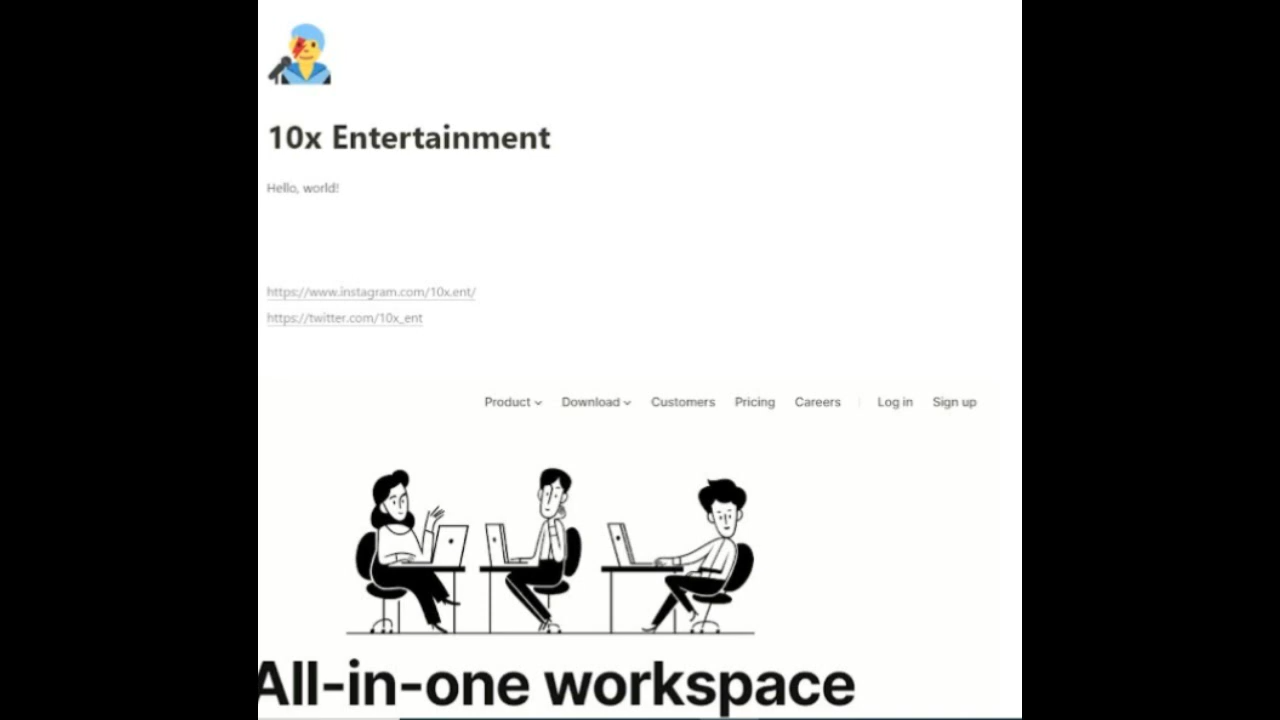 10x Entertainment
Hello, world!
https://www.instagram.com/10x.ent/
https://twitter.com/10x_ent
Product Download Customers Pricing Careers Log in Sign up
All-in-one workspace